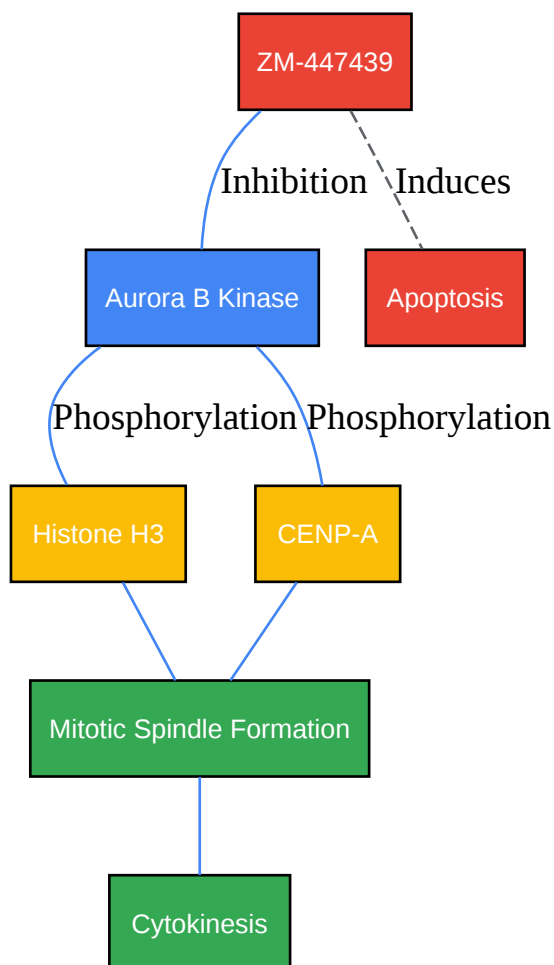 ZM-447439
Inhibition
Induces
Aurora B Kinase
Apoptosis
Phosphorylation
Phosphorylation
Histone H3
CENP-A
Mitotic Spindle Formation
Cytokinesis